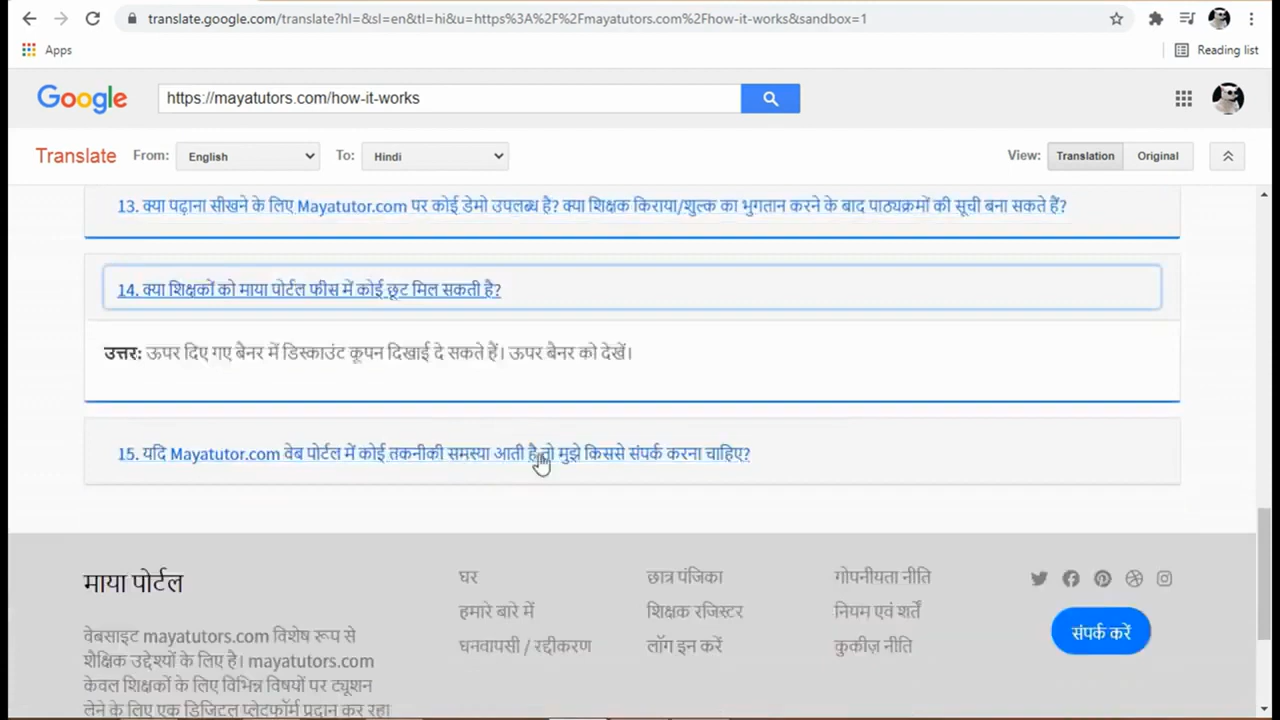 translate.google.com/translate?hl=&sl=en&tl=hi&u=https%3A%2F%2Fmayatutors.com%2Fhow-it-works&sandbox=1
Apps
Reading list
Google
https://mayatutors.com/how-it-works
Translate From: English To: Hindi View: Translation Original
13. क्या पढ़ाना सीखने के लिए Mayatutor.com पर कोई डेमो उपलब्ध है? क्या शिक्षक किराया/शुल्क का भुगतान करने के बाद पाठ्यक्रमों की सूची बना सकते हैं?
14. क्या शिक्षकों को माया पोर्टल फीस में कोई छूट मिल सकती है?
उत्तर: ऊपर दिए गए बैनर में डिस्काउंट कूपन दिखाई दे सकते हैं। ऊपर बैनर को देखें।
15. यदि Mayatutor.com वेब पोर्टल में कोई तकनीकी समस्या आती है तो मुझे किससे संपर्क करना चाहिए?
माया पोर्टल
वेबसाइट mayatutors.com विशेष रूप से
शैक्षिक उद्देश्यों के लिए है। mayatutors.com
केवल शिक्षकों के लिए विभिन्न विषयों पर ट्यूशन
लेने के लिए एक डिजिटल प्लेटफॉर्म प्रदान कर रहा
घर
हमारे बारे में
धनवापसी / रद्दीकरण
छात्र पंजिका
शिक्षक रजिस्टर
लॉग इन करें
गोपनीयता नीति
नियम एवं शर्तें
कुकीज़ नीति
संपर्क करें